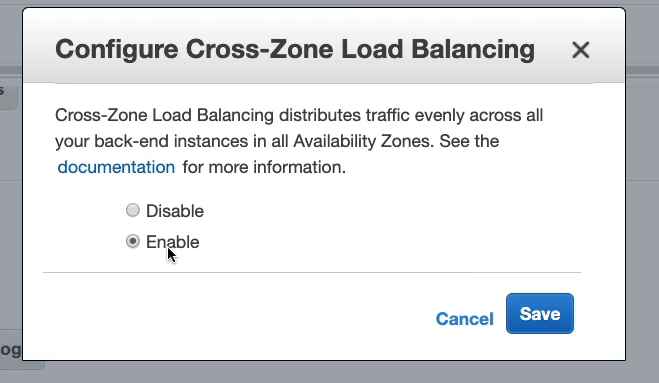 Configure Cross-Zone Load Balancing
s
Cross-Zone Load Balancing distributes traffic evenly across all
your back-end instances in all Availability Zones. See the
documentation for more information.
Disable
Enable
Cancel Save
og